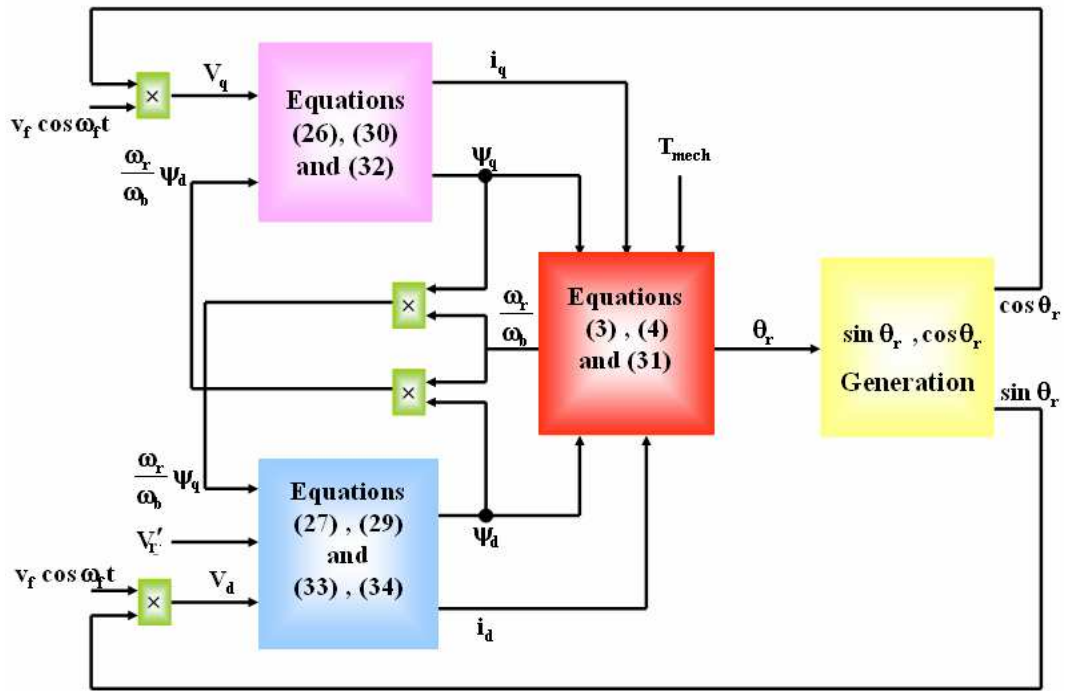 V_q
×
v_f cos ω_f t
Equations
(26), (30)
and (32)
i_q
ψ_q
T_mech
ω_r/ω_b ψ_d
×
×
ω_r/ω_b
Equations
(3) , (4)
and (31)
θ_r
sin θ_r , cos θ_r
Generation
cos θ_r
sin θ_r
ω_r/ω_b ψ_q
V_r′
v_f cos ω_f t
×
V_d
Equations
(27) , (29)
and
(33) , (34)
ψ_d
i_d